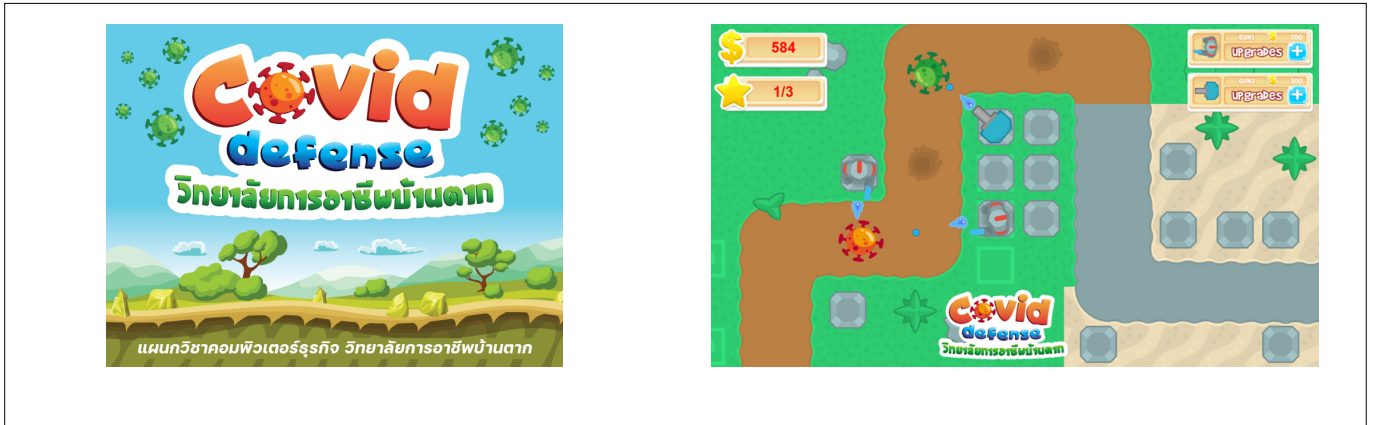 Covid
defense
วิทยาลัยการอาชีพบ้านตาก
แผนกวิชาคอมพิวเตอร์ธุรกิจ วิทยาลัยการอาชีพบ้านตาก
584
1/3
GUN1 $ 300
UPGRADES
GUN2 $ 300
UPGRADES
Covid
defense
วิทยาลัยการอาชีพบ้านตาก